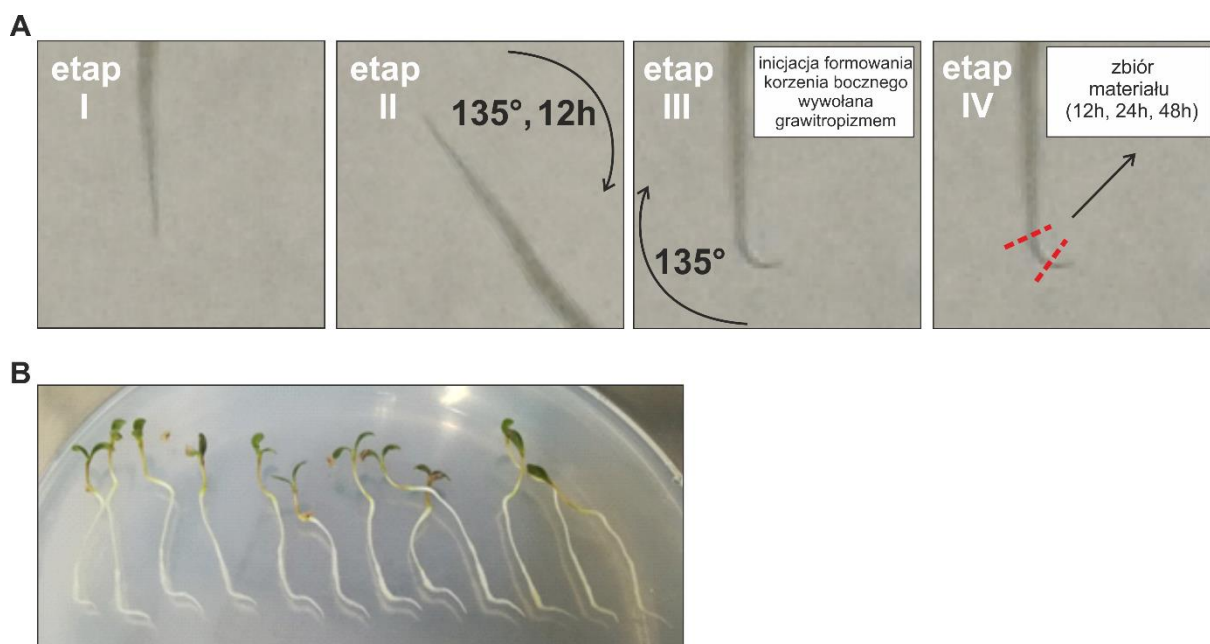 A
etap
I
etap
II
135°, 12h
etap
III
135°
inicjacja formowania
korzenia bocznego
wywołana
grawitropizmem
etap
IV
zbiór
materiału
(12h, 24h, 48h)
B